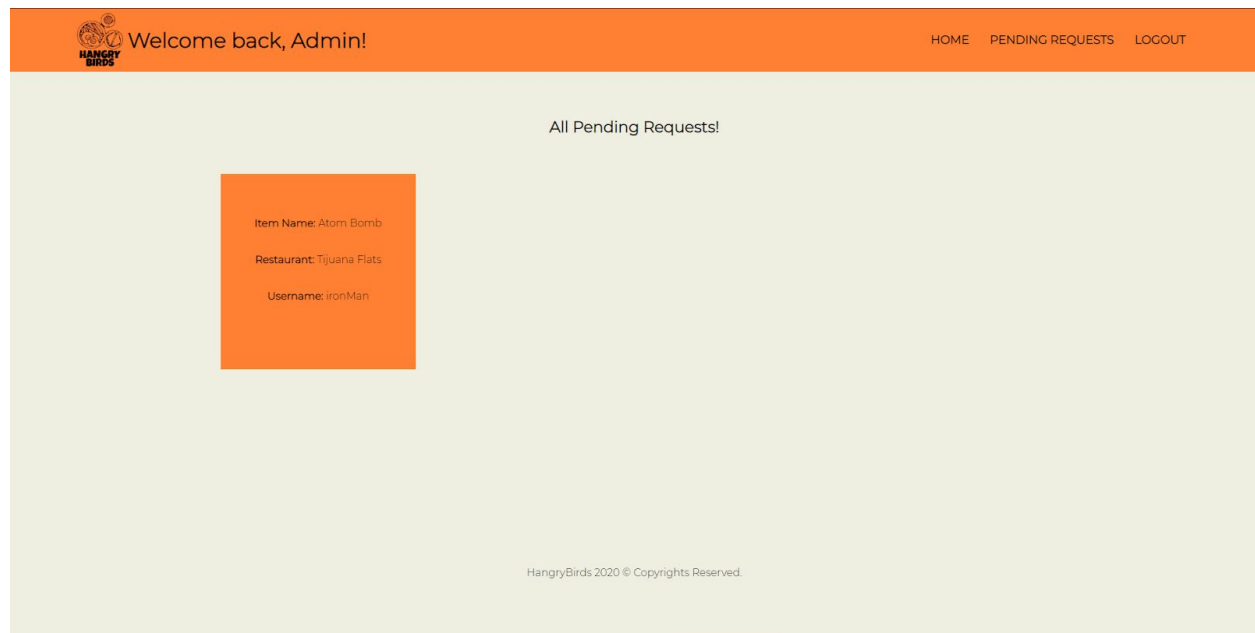 HANGRY
BIRDS
Welcome back, Admin!
HOME PENDING REQUESTS LOGOUT
All Pending Requests!
Item Name: Atom Bomb
Restaurant: Tijuana Flats
Username: ironMan
HangryBirds 2020 © Copyrights Reserved.